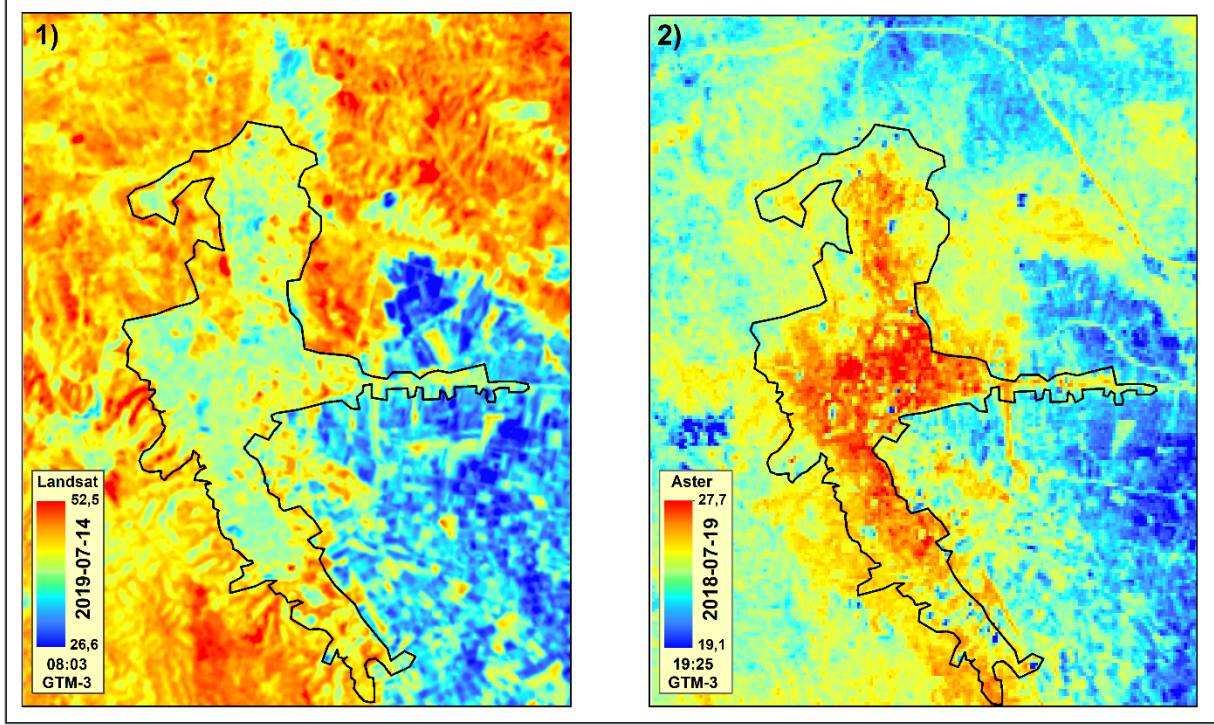 1)
Landsat
52,5
2019-07-14
26,6
08:03
GTM-3
2)
Aster
27,7
2018-07-19
19,1
19:25
GTM-3